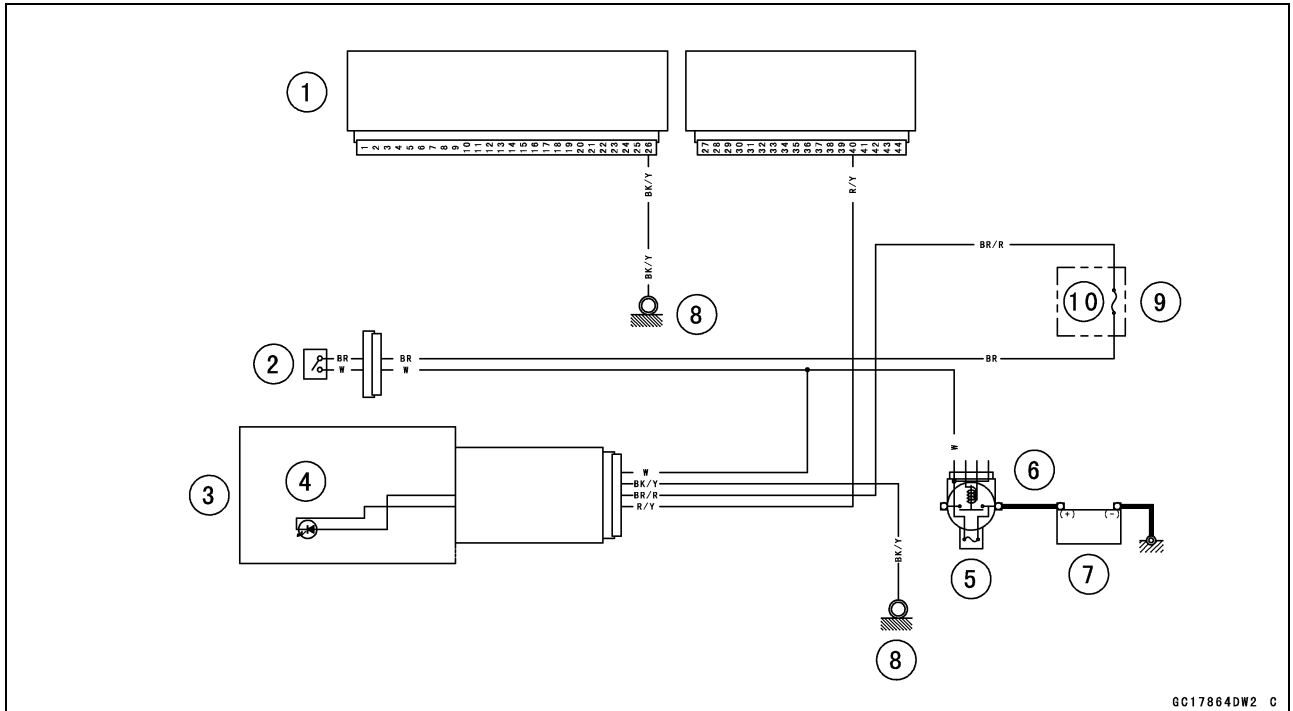 1
1 2 3 4 5 6 7 8 9 10 11 12 13 14 15 16 17 18 19 20 21 22 23 24 25 26
27 28 29 30 31 32 33 34 35 36 37 38 39 40 41 42 43 44
BK/Y
R/Y
BR/R
BK/Y
10
9
8
2
BR
BR
BR
W
W
W
3
4
W
BK/Y
BR/R
R/Y
6
(+)
(-)
BK/Y
5
7
8
GC17864DW2 C